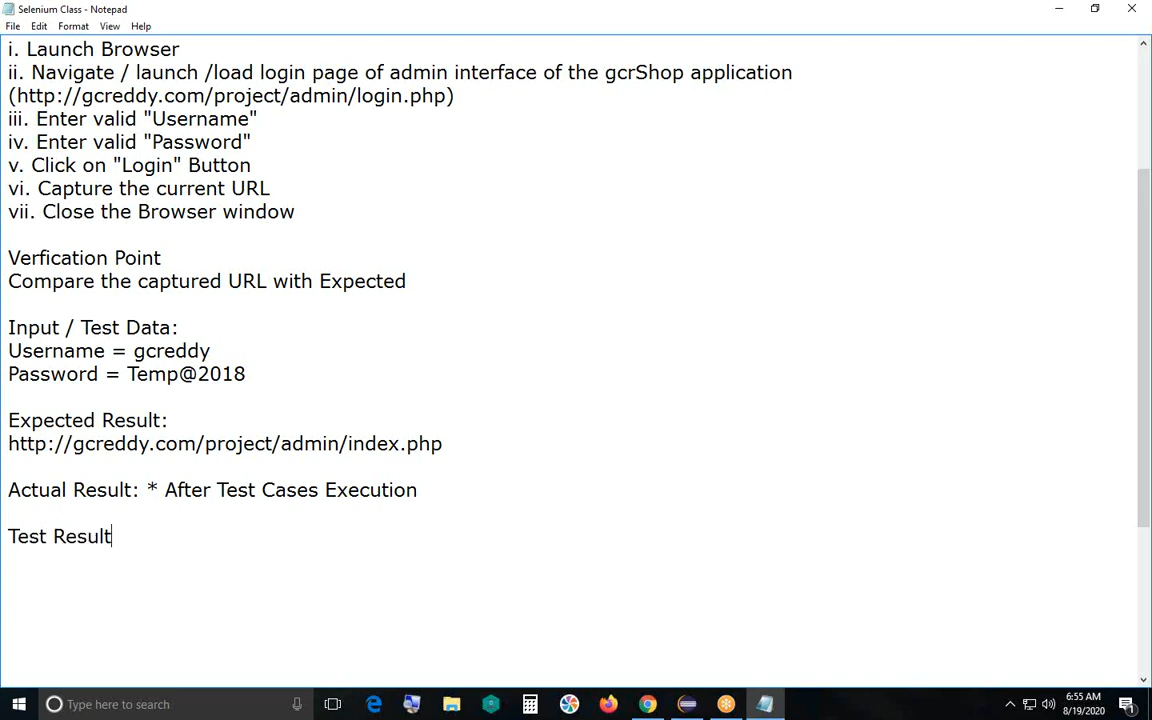 Selenium Class - Notepad
File Edit Format View Help
i. Launch Browser
ii. Navigate / launch /load login page of admin interface of the gcrShop application
(http://gcreddy.com/project/admin/login.php)
iii. Enter valid "Username"
iv. Enter valid "Password"
v. Click on "Login" Button
vi. Capture the current URL
vii. Close the Browser window
Verfication Point
Compare the captured URL with Expected
Input / Test Data:
Username = gcreddy
Password = Temp@2018
Expected Result:
http://gcreddy.com/project/admin/index.php
Actual Result: * After Test Cases Execution
Test Result
Type here to search
6:55 AM
8/19/2020
1